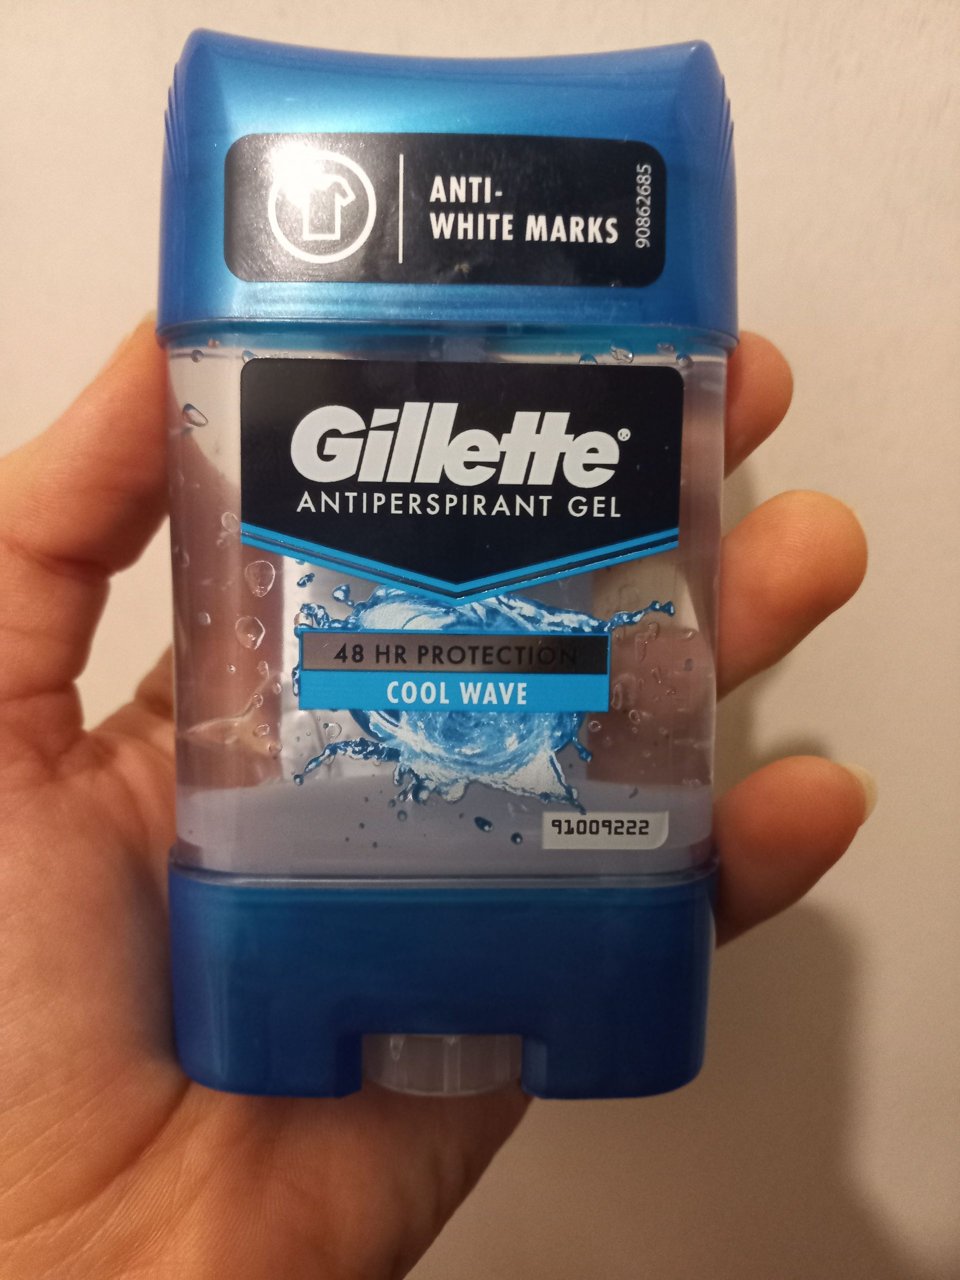 ANTI-
WHITE MARKS
90862685
Gillette®
ANTIPERSPIRANT GEL
48 HR PROTECTION
COOL WAVE
91009222